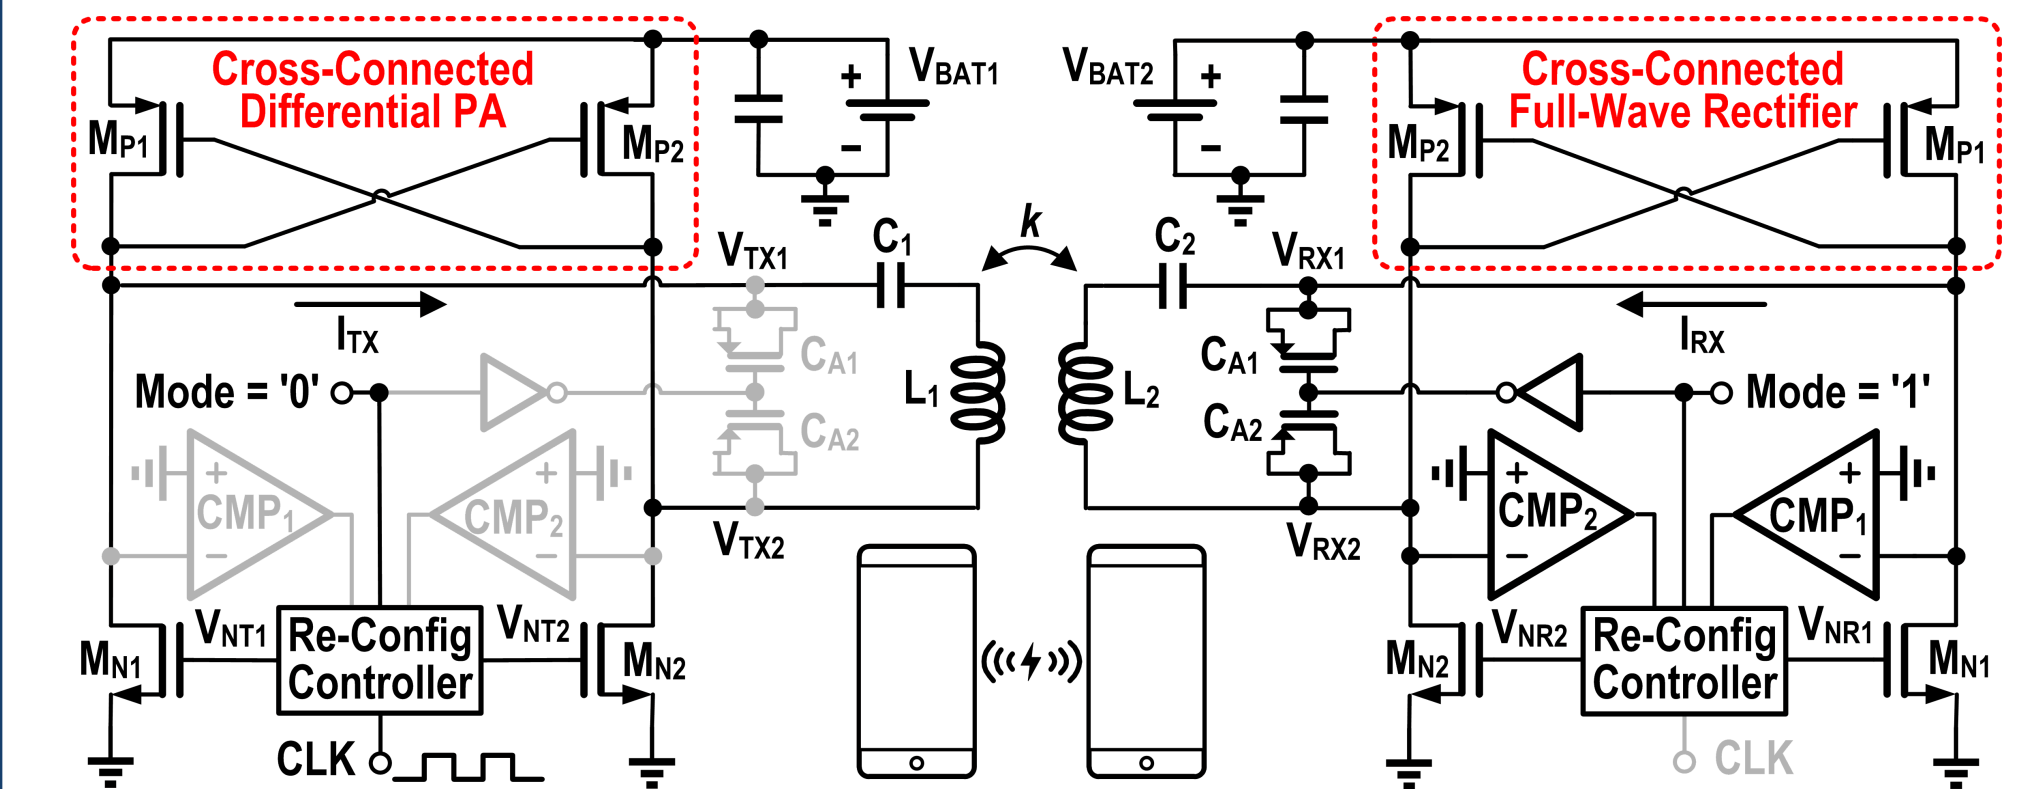 Cross-Connected
Differential PA
MP1
MP2
+
VBAT1
−
VBAT2
+
−
Cross-Connected
Full-Wave Rectifier
MP2
MP1
VTX1
C1
k
C2
VRX1
ITX
IRX
CA1
CA2
L1
L2
CA1
CA2
Mode = '0'
Mode = '1'
+
CMP1
−
+
CMP2
−
+
CMP2
−
+
CMP1
−
VTX2
VRX2
VNT1
VNT2
MN1
Re-Config
Controller
MN2
CLK
VNR2
VNR1
MN2
Re-Config
Controller
MN1
CLK